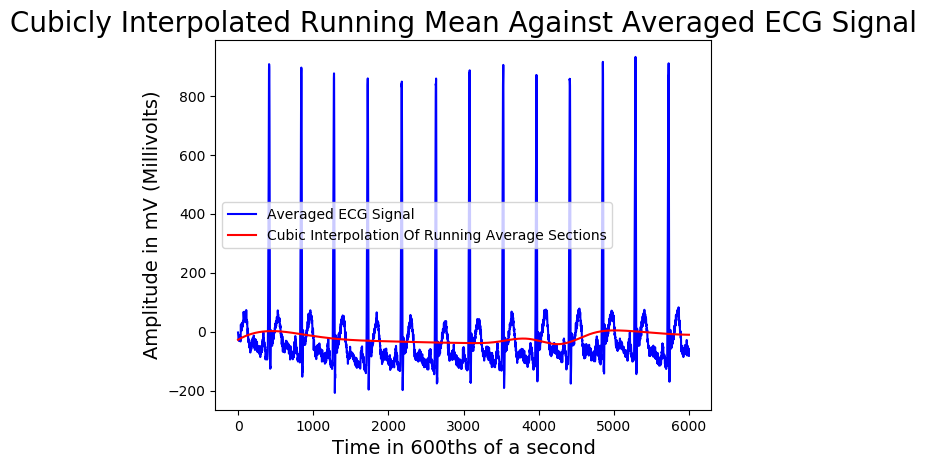 Cubicly Interpolated Running Mean Against Averaged ECG Signal
Amplitude in mV (Millivolts)
800
600
400
200
0
−200
Averaged ECG Signal
Cubic Interpolation Of Running Average Sections
0 1000 2000 3000 4000 5000 6000
Time in 600ths of a second